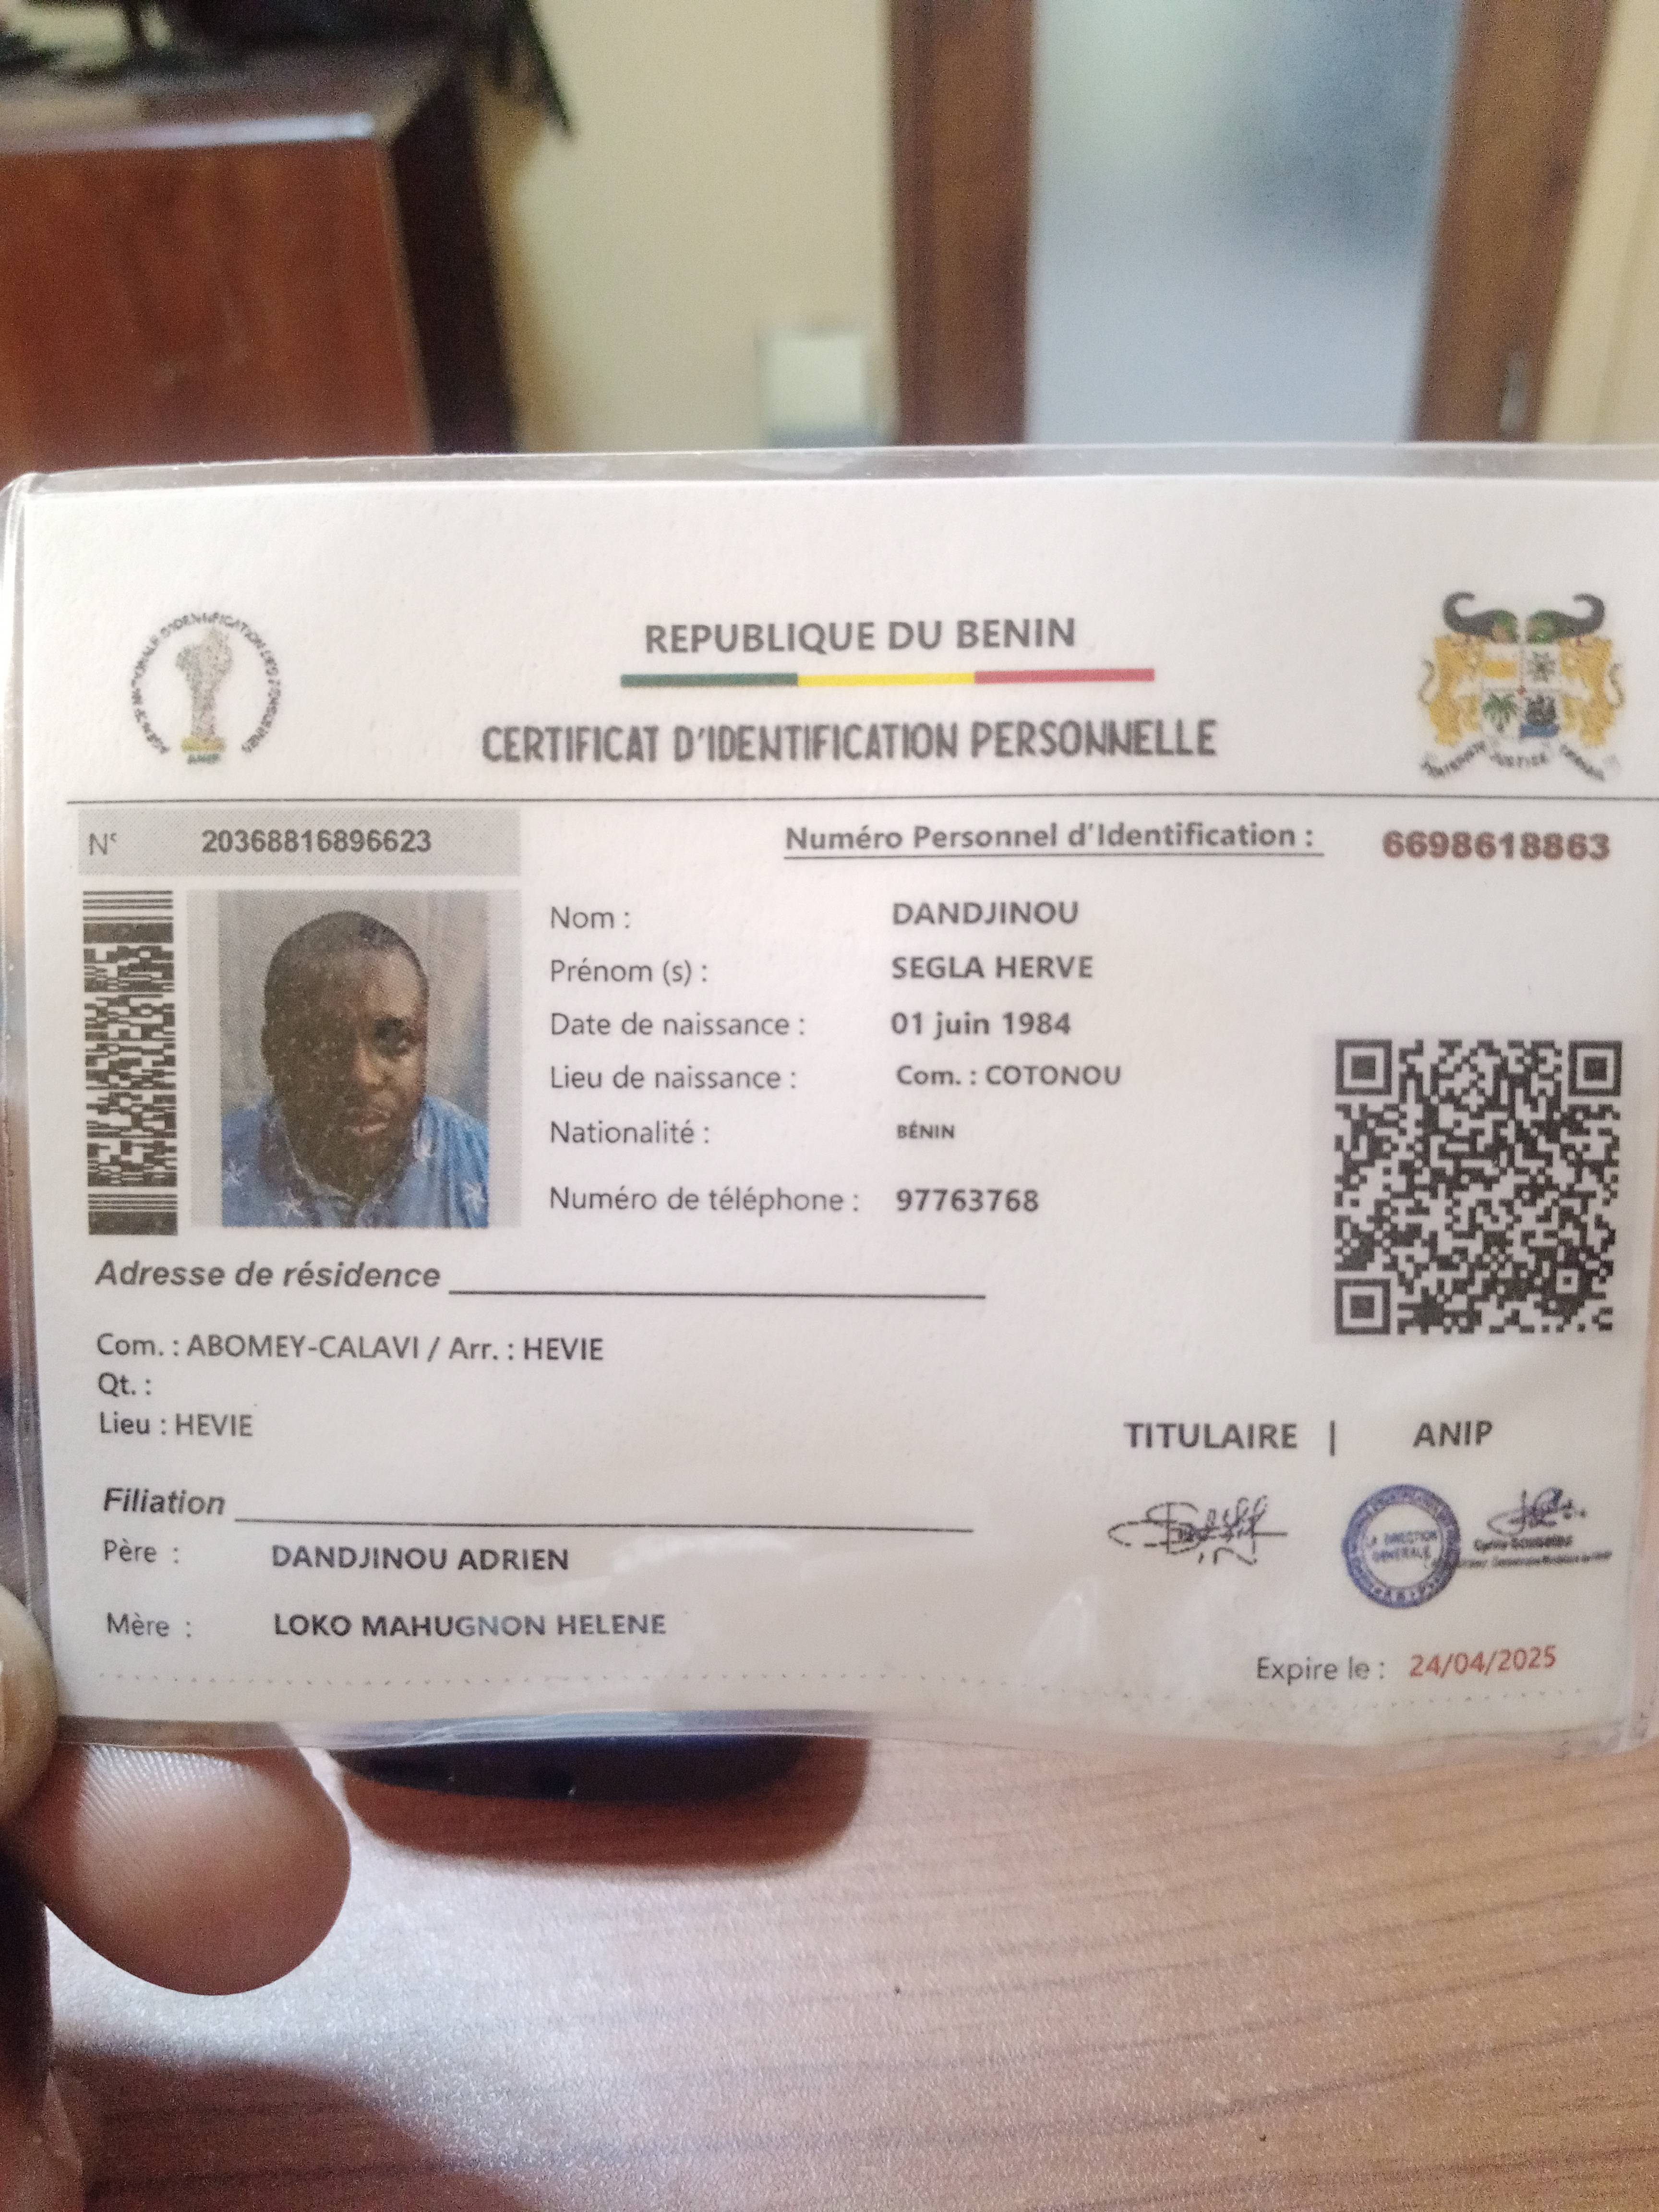 AGENCE NATIONALE D'IDENTIFICATION DES PERSONNES
ANIP
REPUBLIQUE DU BENIN
CERTIFICAT D'IDENTIFICATION PERSONNELLE
JUSTICE
N° 20368816896623
Numéro Personnel d'Identification : 6698618863
Nom : DANDJINOU
Prénom (s) : SEGLA HERVE
Date de naissance : 01 juin 1984
Lieu de naissance : Com. : COTONOU
Nationalité : BÉNIN
Numéro de téléphone : 97763768
Adresse de résidence
Com. : ABOMEY-CALAVI / Arr. : HEVIE
Qt. :
Lieu : HEVIE
TITULAIRE | ANIP
LA DIRECTION
GENERALE
Filiation
Père : DANDJINOU ADRIEN
Mère : LOKO MAHUGNON HELENE
Expire le : 24/04/2025